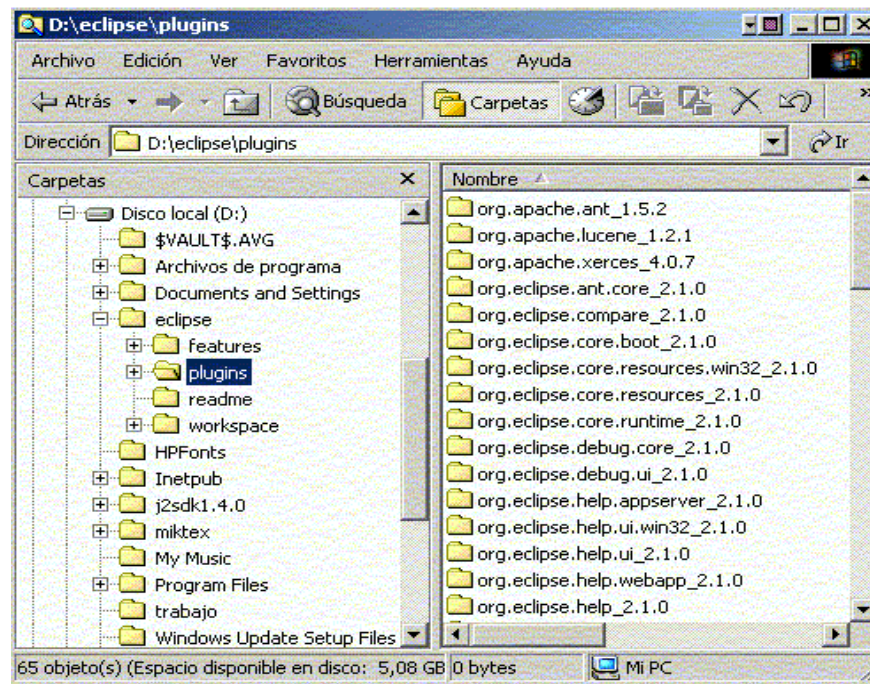 D:\eclipse\plugins
Archivo Edición Ver Favoritos Herramientas Ayuda
Atrás Búsqueda Carpetas »
Dirección D:\eclipse\plugins Ir
Carpetas
Disco local (D:)
$VAULT$.AVG
Archivos de programa
Documents and Settings
eclipse
features
plugins
readme
workspace
HPFonts
Inetpub
j2sdk1.4.0
miktex
My Music
Program Files
trabajo
Windows Update Setup Files
Nombre
org.apache.ant_1.5.2
org.apache.lucene_1.2.1
org.apache.xerces_4.0.7
org.eclipse.ant.core_2.1.0
org.eclipse.compare_2.1.0
org.eclipse.core.boot_2.1.0
org.eclipse.core.resources.win32_2.1.0
org.eclipse.core.resources_2.1.0
org.eclipse.core.runtime_2.1.0
org.eclipse.debug.core_2.1.0
org.eclipse.debug.ui_2.1.0
org.eclipse.help.appserver_2.1.0
org.eclipse.help.ui.win32_2.1.0
org.eclipse.help.ui_2.1.0
org.eclipse.help.webapp_2.1.0
org.eclipse.help_2.1.0
65 objeto(s) (Espacio disponible en disco: 5,08 GB 0 bytes Mi PC